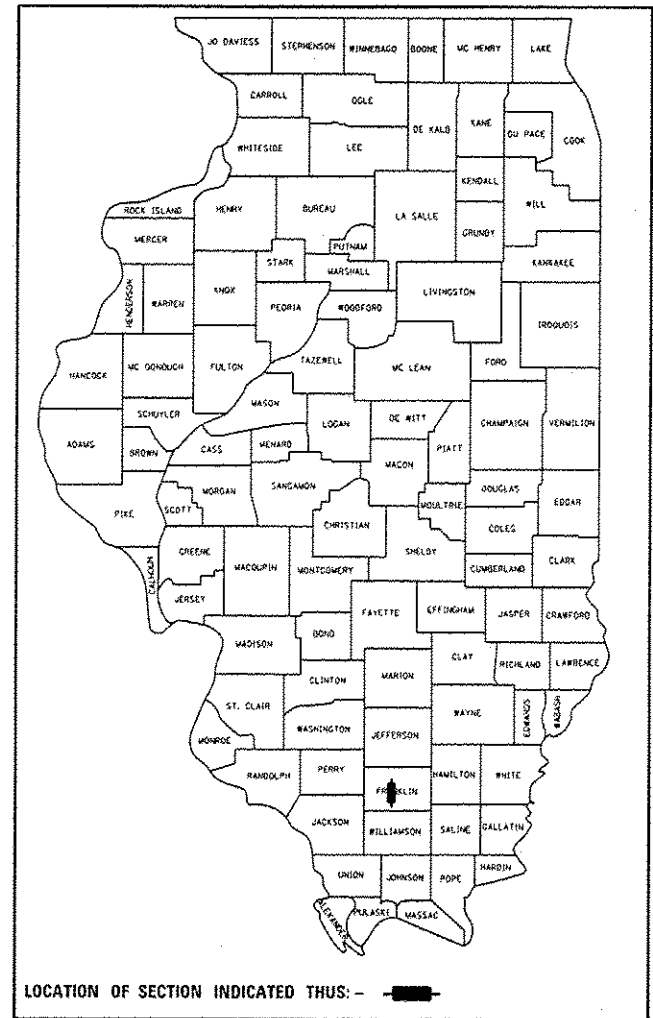 JO DAVIESS STEPHENSON WINNEBAGO BOONE MC HENRY LAKE
CARROLL OGLE DE KALB KANE DU PAGE COOK
WHITESIDE LEE KENDALL WILL
ROCK ISLAND HENRY BUREAU LA SALLE GRUNDY
MERCER PUTNAM KANKAKEE
STARK MARSHALL
HENDERSON WARREN KNOX PEORIA WOODFORD LIVINGSTON IROQUOIS
HANCOCK MC DONOUGH FULTON TAZEWELL MC LEAN FORD
SCHUYLER MASON LOGAN DE WITT CHAMPAIGN VERMILION
ADAMS BROWN CASS MENARD MACON PIATT
PIKE SCOTT MORGAN SANGAMON MOULTRIE DOUGLAS EDGAR
CHRISTIAN COLES
CALHOUN GREENE MACOUPIN MONTGOMERY SHELBY CUMBERLAND CLARK
JERSEY FAYETTE EFFINGHAM JASPER CRAWFORD
MADISON BOND CLAY RICHLAND LAWRENCE
CLINTON MARION
ST. CLAIR WAYNE EDWARDS WABASH
MONROE WASHINGTON JEFFERSON
RANDOLPH PERRY FRANKLIN HAMILTON WHITE
JACKSON WILLIAMSON SALINE GALLATIN
UNION JOHNSON POPE HARDIN
ALEXANDER PULASKI MASSAC
LOCATION OF SECTION INDICATED THUS: -